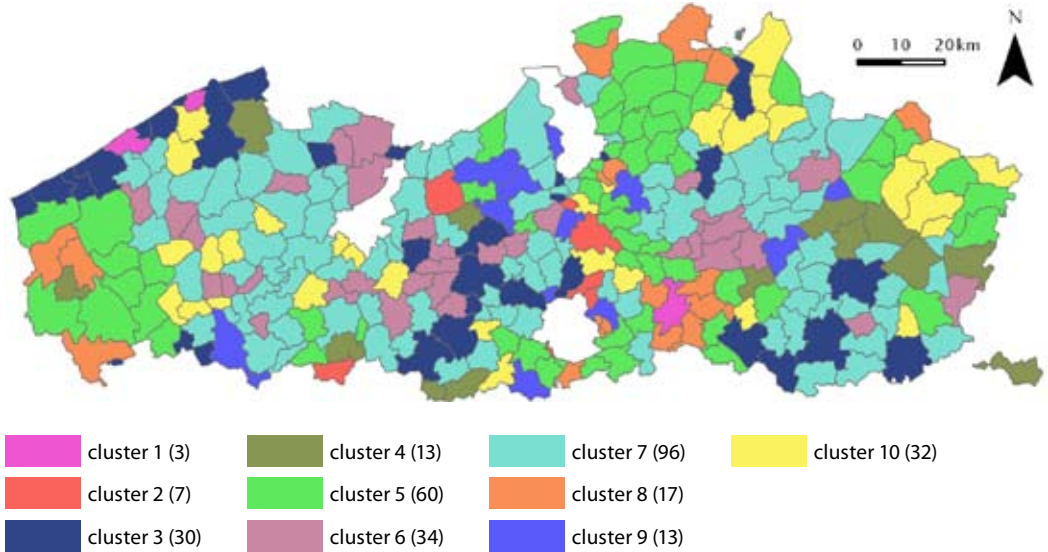 N
0 10 20km
cluster 1 (3)
cluster 4 (13)
cluster 7 (96)
cluster 10 (32)
cluster 2 (7)
cluster 5 (60)
cluster 8 (17)
cluster 3 (30)
cluster 6 (34)
cluster 9 (13)